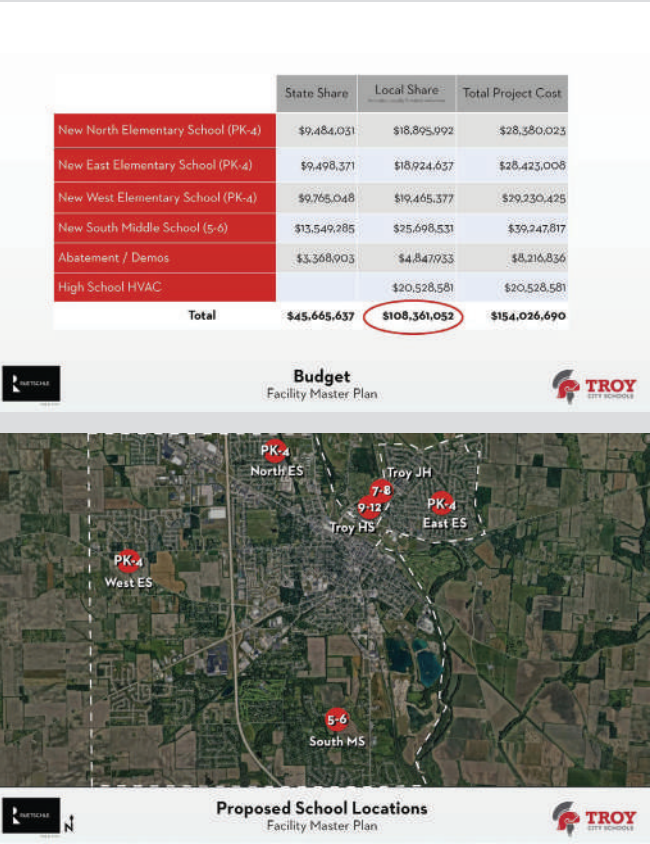 State Share Local Share Total Project Cost
New North Elementary School (PK-4) $9,484,031 $18,895,992 $28,380,023
New East Elementary School (PK-4) $9,498,371 $18,924,637 $28,423,008
New West Elementary School (PK-4) $9,765,048 $19,465,377 $29,230,425
New South Middle School (5-6) $13,549,285 $25,698,531 $39,247,817
Abatement / Demos $3,368,903 $4,847,933 $8,216,836
High School HVAC $20,528,581 $20,528,581
Total $45,665,637 $108,361,052 $154,026,690
Budget
Facility Master Plan
TROY
CITY SCHOOLS
PK-4
North ES
Troy JH
7-8
9-12
Troy HS
PK-4
East ES
PK-4
West ES
5-6
South MS
N
Proposed School Locations
Facility Master Plan
TROY
CITY SCHOOLS